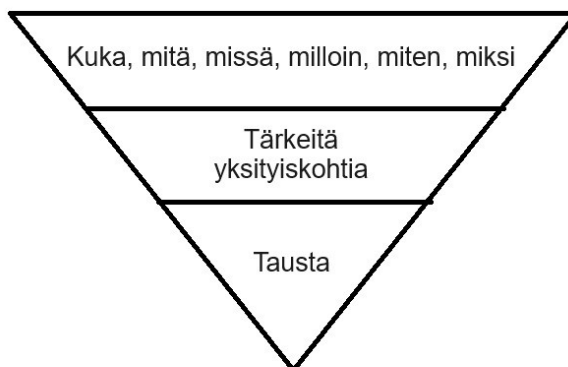 Kuka, mitä, missä, milloin, miten, miksi
Tärkeitä
yksityiskohtia
Tausta